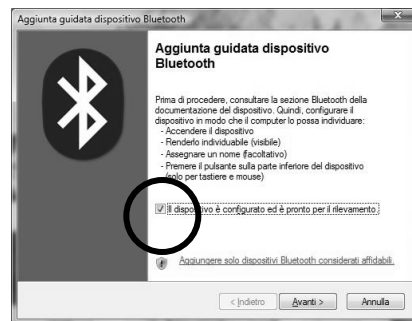 Aggiunta guidata dispositivo Bluetooth
Aggiunta guidata dispositivo
Bluetooth
Prima di procedere, consultare la sezione Bluetooth della
documentazione del dispositivo. Quindi, configurare il
dispositivo in modo che il computer lo possa individuare:
- Accendere il dispositivo
- Renderlo individuabile (visibile)
- Assegnare un nome (facoltativo)
- Premere il pulsante sulla parte inferiore del dispositivo
(solo per tastiere e mouse)
Il dispositivo è configurato ed è pronto per il rilevamento.
Aggiungere solo dispositivi Bluetooth considerati affidabili.
< Indietro Avanti > Annulla